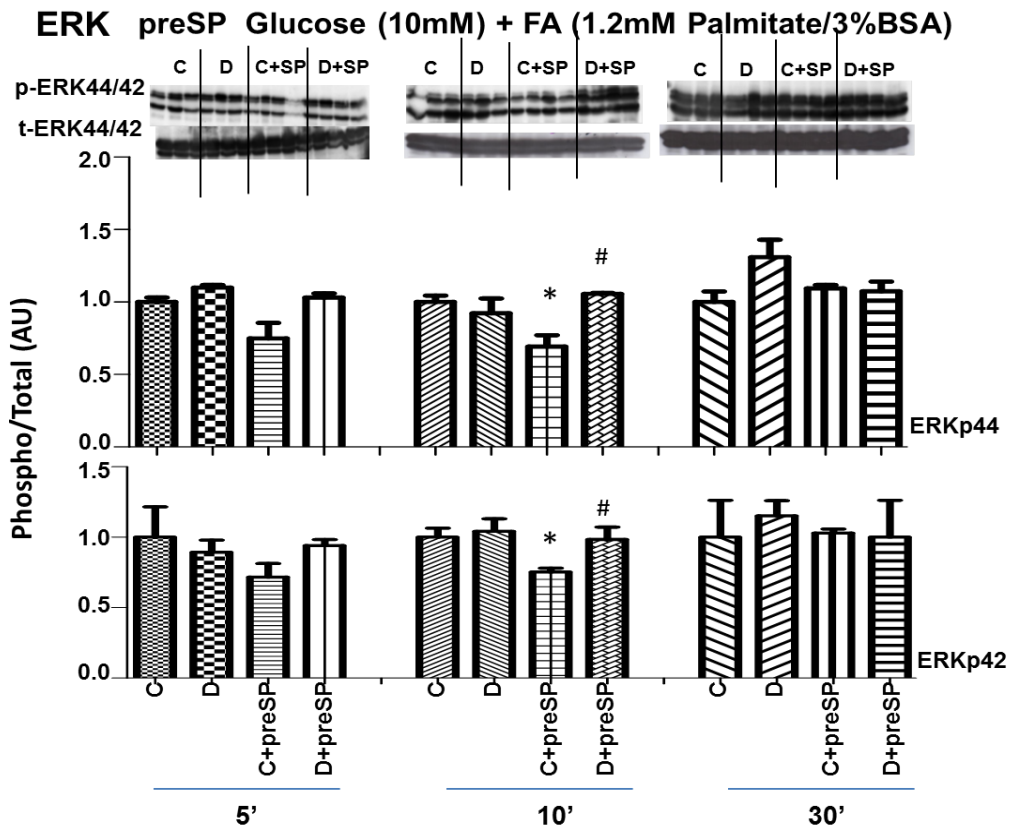 ERK preSP Glucose (10mM) + FA (1.2mM Palmitate/3%BSA)
C D C+SP D+SP C D C+SP D+SP C D C+SP D+SP
p-ERK44/42
t-ERK44/42
Phospho/Total (AU)
2.0
1.5
1.0
0.5
0.0
* #
ERKp44
1.5
1.0
0.5
0.0
* #
ERKp42
C D C+preSP D+preSP C D C+preSP D+preSP C D C+preSP D+preSP
5’ 10’ 30’